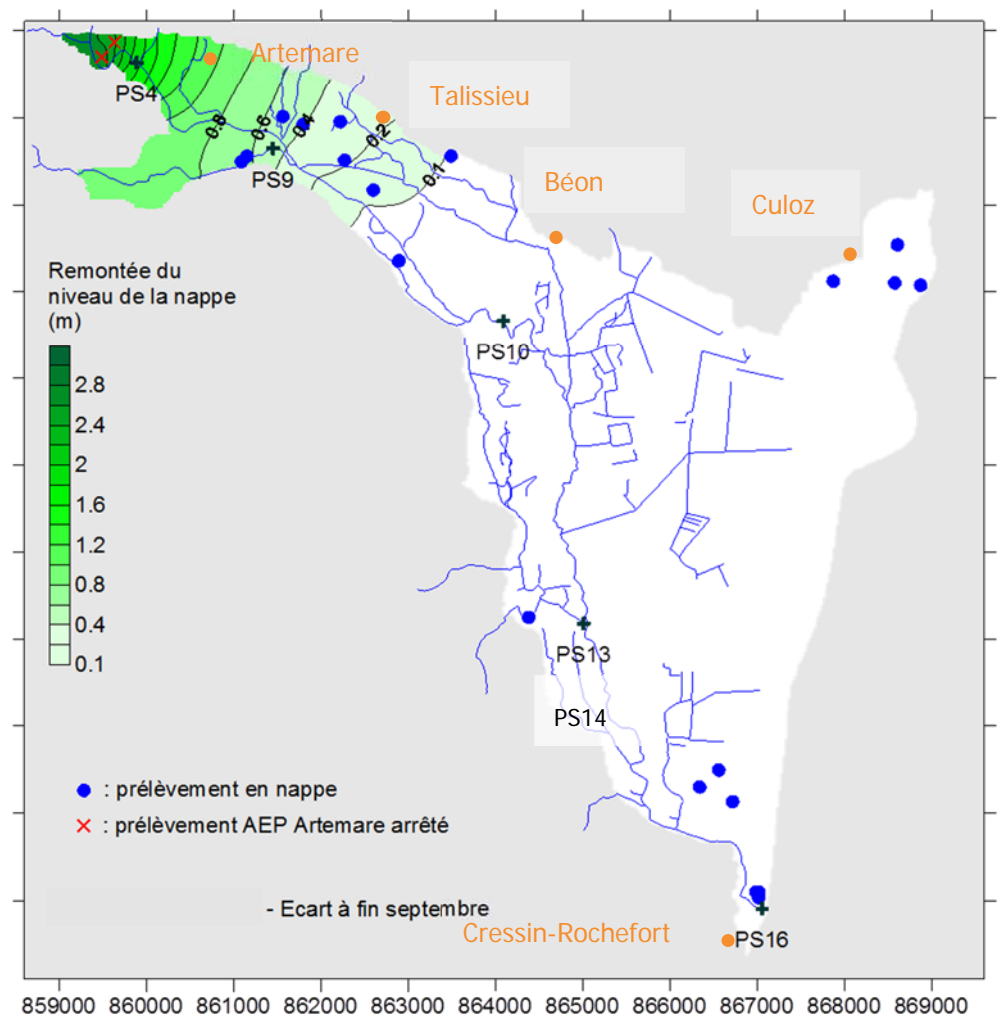 Artemare
PS4
Talissieu
0.8
0.6
0.4
0.2
0.1
PS9
Béon
Culoz
Remontée du
niveau de la nappe
(m)
PS10
2.8
2.4
2
1.6
1.2
0.8
0.4
0.1
PS13
PS14
: prélèvement en nappe
: prélèvement AEP Artemare arrêté
- Ecart à fin septembre
Cressin-Rochefort
PS16
859000 860000 861000 862000 863000 864000 865000 866000 867000 868000 869000